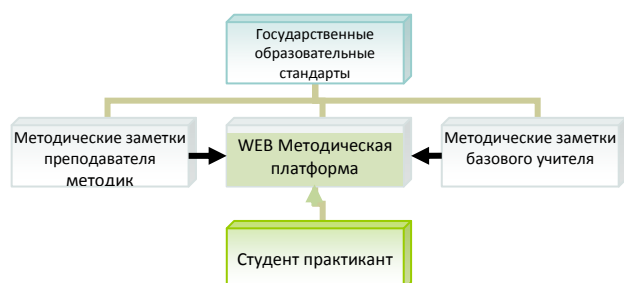 Государственные
образовательные
стандарты
Методические заметки
преподавателя
методик
WEB Методическая
платформа
Методические заметки
базового учителя
Студент практикант